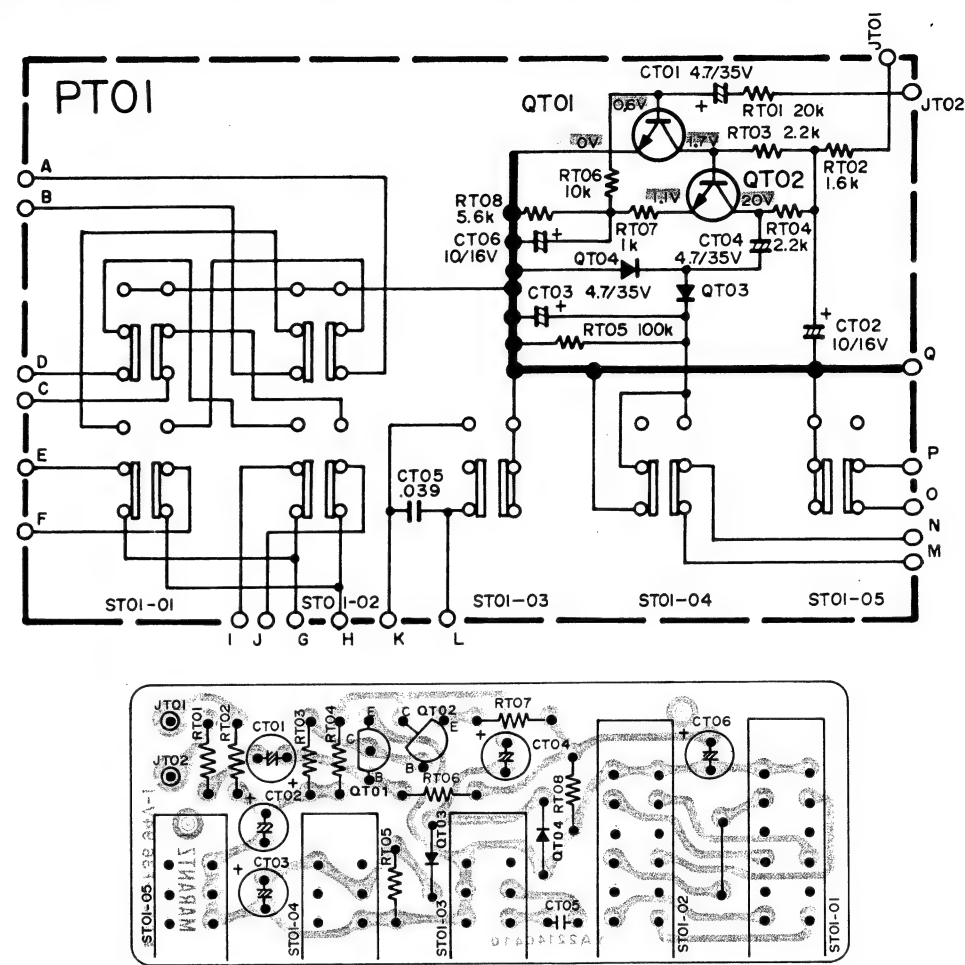 PT01
JT01
CT01 4.7/35V
+
QT01
0.6V
RT01 20k
JT02
RT03 2.2k
0V
1.7V
RT02
1.6k
RT06
10k
QT02
A
B
RT08
5.6k
1.1V
20V
RT07
1k
RT04
2.2k
CT06
10/16V
+
CT04
4.7/35V
QT04
CT03 4.7/35V
+
QT03
RT05 100k
+
CT02
10/16V
D
C
Q
E
F
CT05
.039
P
O
N
M
ST01-01
ST01-02
ST01-03
ST01-04
ST01-05
I J G H K L
JT01
RT01
RT02
CT01
RT03
RT04
E
C
B
QT01
C
QT02
E
B
RT07
+
CT04
+
CT06
JT02
+
CT02
+
RT06
RT08
QT03
QT04
RT05
+
CT03
MARANTZ
CT05
YA22140410
ST01-05
ST01-04
ST01-03
ST01-02
ST01-01